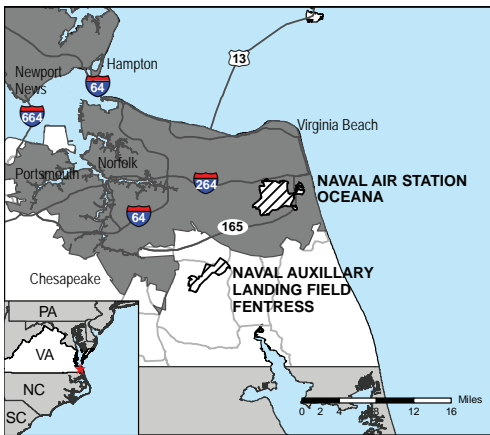 13
Newport
News
Hampton
64
664
Virginia Beach
Norfolk
Portsmouth
264
NAVAL AIR STATION
OCEANA
64
165
Chesapeake
NAVAL AUXILLARY
LANDING FIELD
FENTRESS
PA
VA
NC
SC
Miles
0 2 4 8 12 16